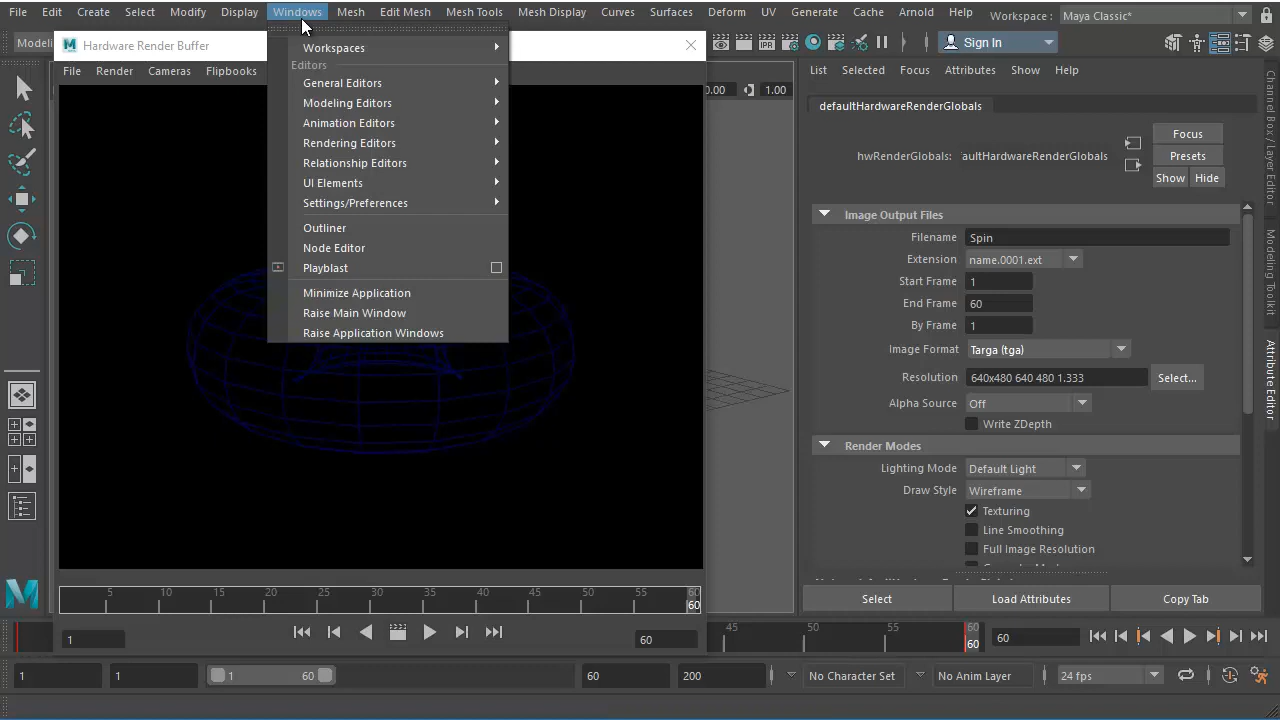 File Edit Create Select Modify Display Windows Mesh Edit Mesh Mesh Tools Mesh Display Curves Surfaces Deform UV Generate Cache Arnold Help Workspace : Maya Classic*
Modeli
Hardware Render Buffer
Sign In
File Render Cameras Flipbooks
Workspaces
Editors
General Editors
Modeling Editors
Animation Editors
Rendering Editors
Relationship Editors
UI Elements
Settings/Preferences
Outliner
Node Editor
Playblast
Minimize Application
Raise Main Window
Raise Application Windows
0.00 1.00
List Selected Focus Attributes Show Help
defaultHardwareRenderGlobals
Focus
hwRenderGlobals: aultHardwareRenderGlobals Presets
Show Hide
Image Output Files
Filename Spin
Extension name.0001.ext
Start Frame 1
End Frame 60
By Frame 1
Image Format Targa (tga)
Resolution 640x480 640 480 1.333 Select...
Alpha Source Off
Write ZDepth
Render Modes
Lighting Mode Default Light
Draw Style Wireframe
Texturing
Line Smoothing
Full Image Resolution
Select Load Attributes Copy Tab
Channel Box / Layer Editor
Modeling Toolkit
Attribute Editor
5 10 15 20 25 30 35 40 45 50 55 60
60
1 60
45 50 55 60
60
60
1 1 1 60 60 200 No Character Set No Anim Layer 24 fps